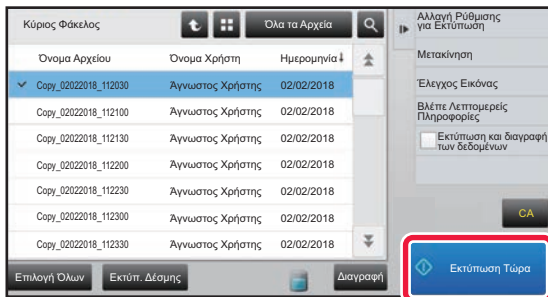 Κύριος Φάκελος
Όλα τα Αρχεία
Όνομα Αρχείου Όνομα Χρήστη Ημερομηνία
Copy_02022018_112030 Άγνωστος Χρήστης 02/02/2018
Copy_02022018_112100 Άγνωστος Χρήστης 02/02/2018
Copy_02022018_112130 Άγνωστος Χρήστης 02/02/2018
Copy_02022018_112200 Άγνωστος Χρήστης 02/02/2018
Copy_02022018_112230 Άγνωστος Χρήστης 02/02/2018
Copy_02022018_112300 Άγνωστος Χρήστης 02/02/2018
Copy_02022018_112330 Άγνωστος Χρήστης 02/02/2018
Επιλογή Όλων
Εκτύπ. Δέσμης
Διαγραφή
Αλλαγή Ρύθμισης
για Εκτύπωση
Μετακίνηση
Έλεγχος Εικόνας
Βλέπε Λεπτομερείς
Πληροφορίες
Εκτύπωση και διαγραφή
των δεδομένων
CA
Εκτύπωση Τώρα